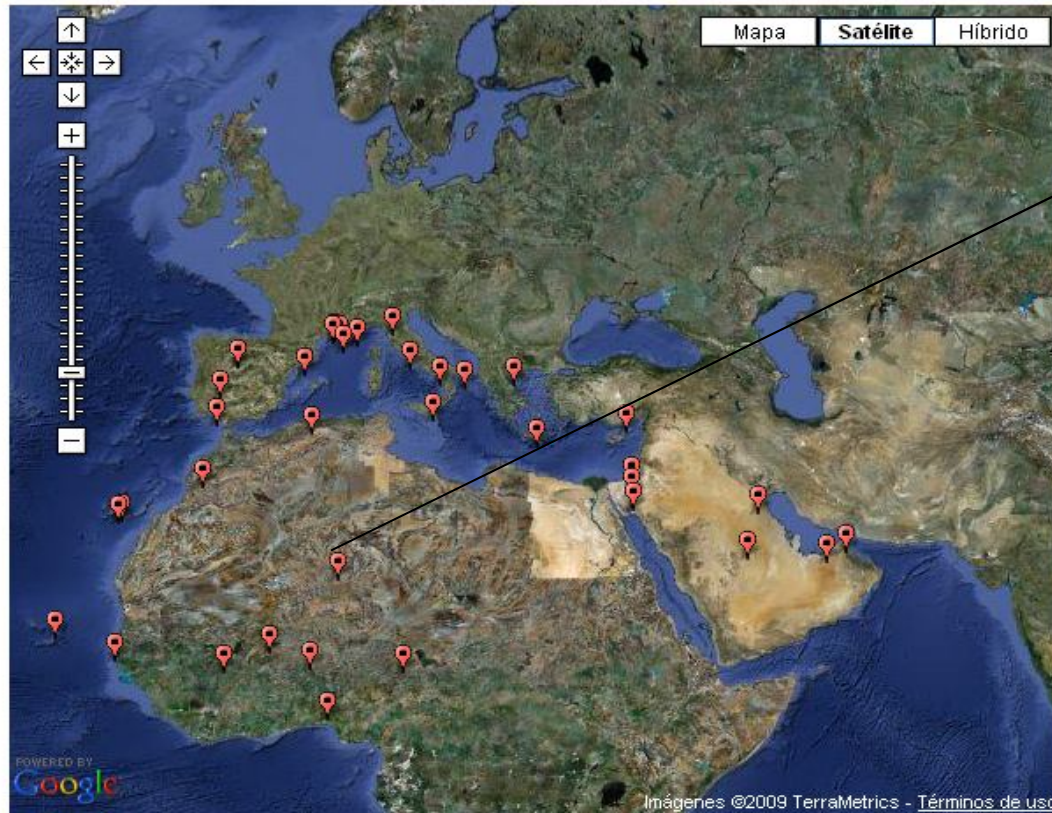 Mapa Satélite Híbrido
POWERED BY
Google
Imágenes ©2009 TerraMetrics - Términos de uso